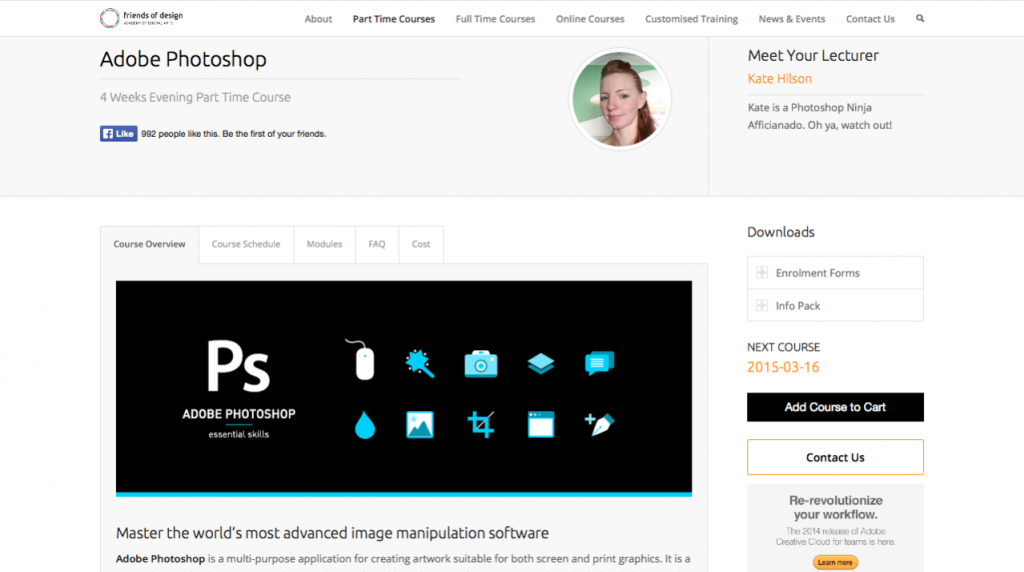 friends of design
ACADEMY OF DIGITAL ARTS
About
Part Time Courses
Full Time Courses
Online Courses
Customised Training
News & Events
Contact Us
Adobe Photoshop
4 Weeks Evening Part Time Course
Like
992 people like this. Be the first of your friends.
Meet Your Lecturer
Kate Hilson
Kate is a Photoshop Ninja
Afficianado. Oh ya, watch out!
Course Overview
Course Schedule
Modules
FAQ
Cost
Ps
ADOBE PHOTOSHOP
essential skills
Master the world's most advanced image manipulation software
Adobe Photoshop is a multi-purpose application for creating artwork suitable for both screen and print graphics. It is a
Downloads
Enrolment Forms
Info Pack
NEXT COURSE
2015-03-16
Add Course to Cart
Contact Us
Re-revolutionize
your workflow.
The 2014 release of Adobe
Creative Cloud for teams is here.
Learn more